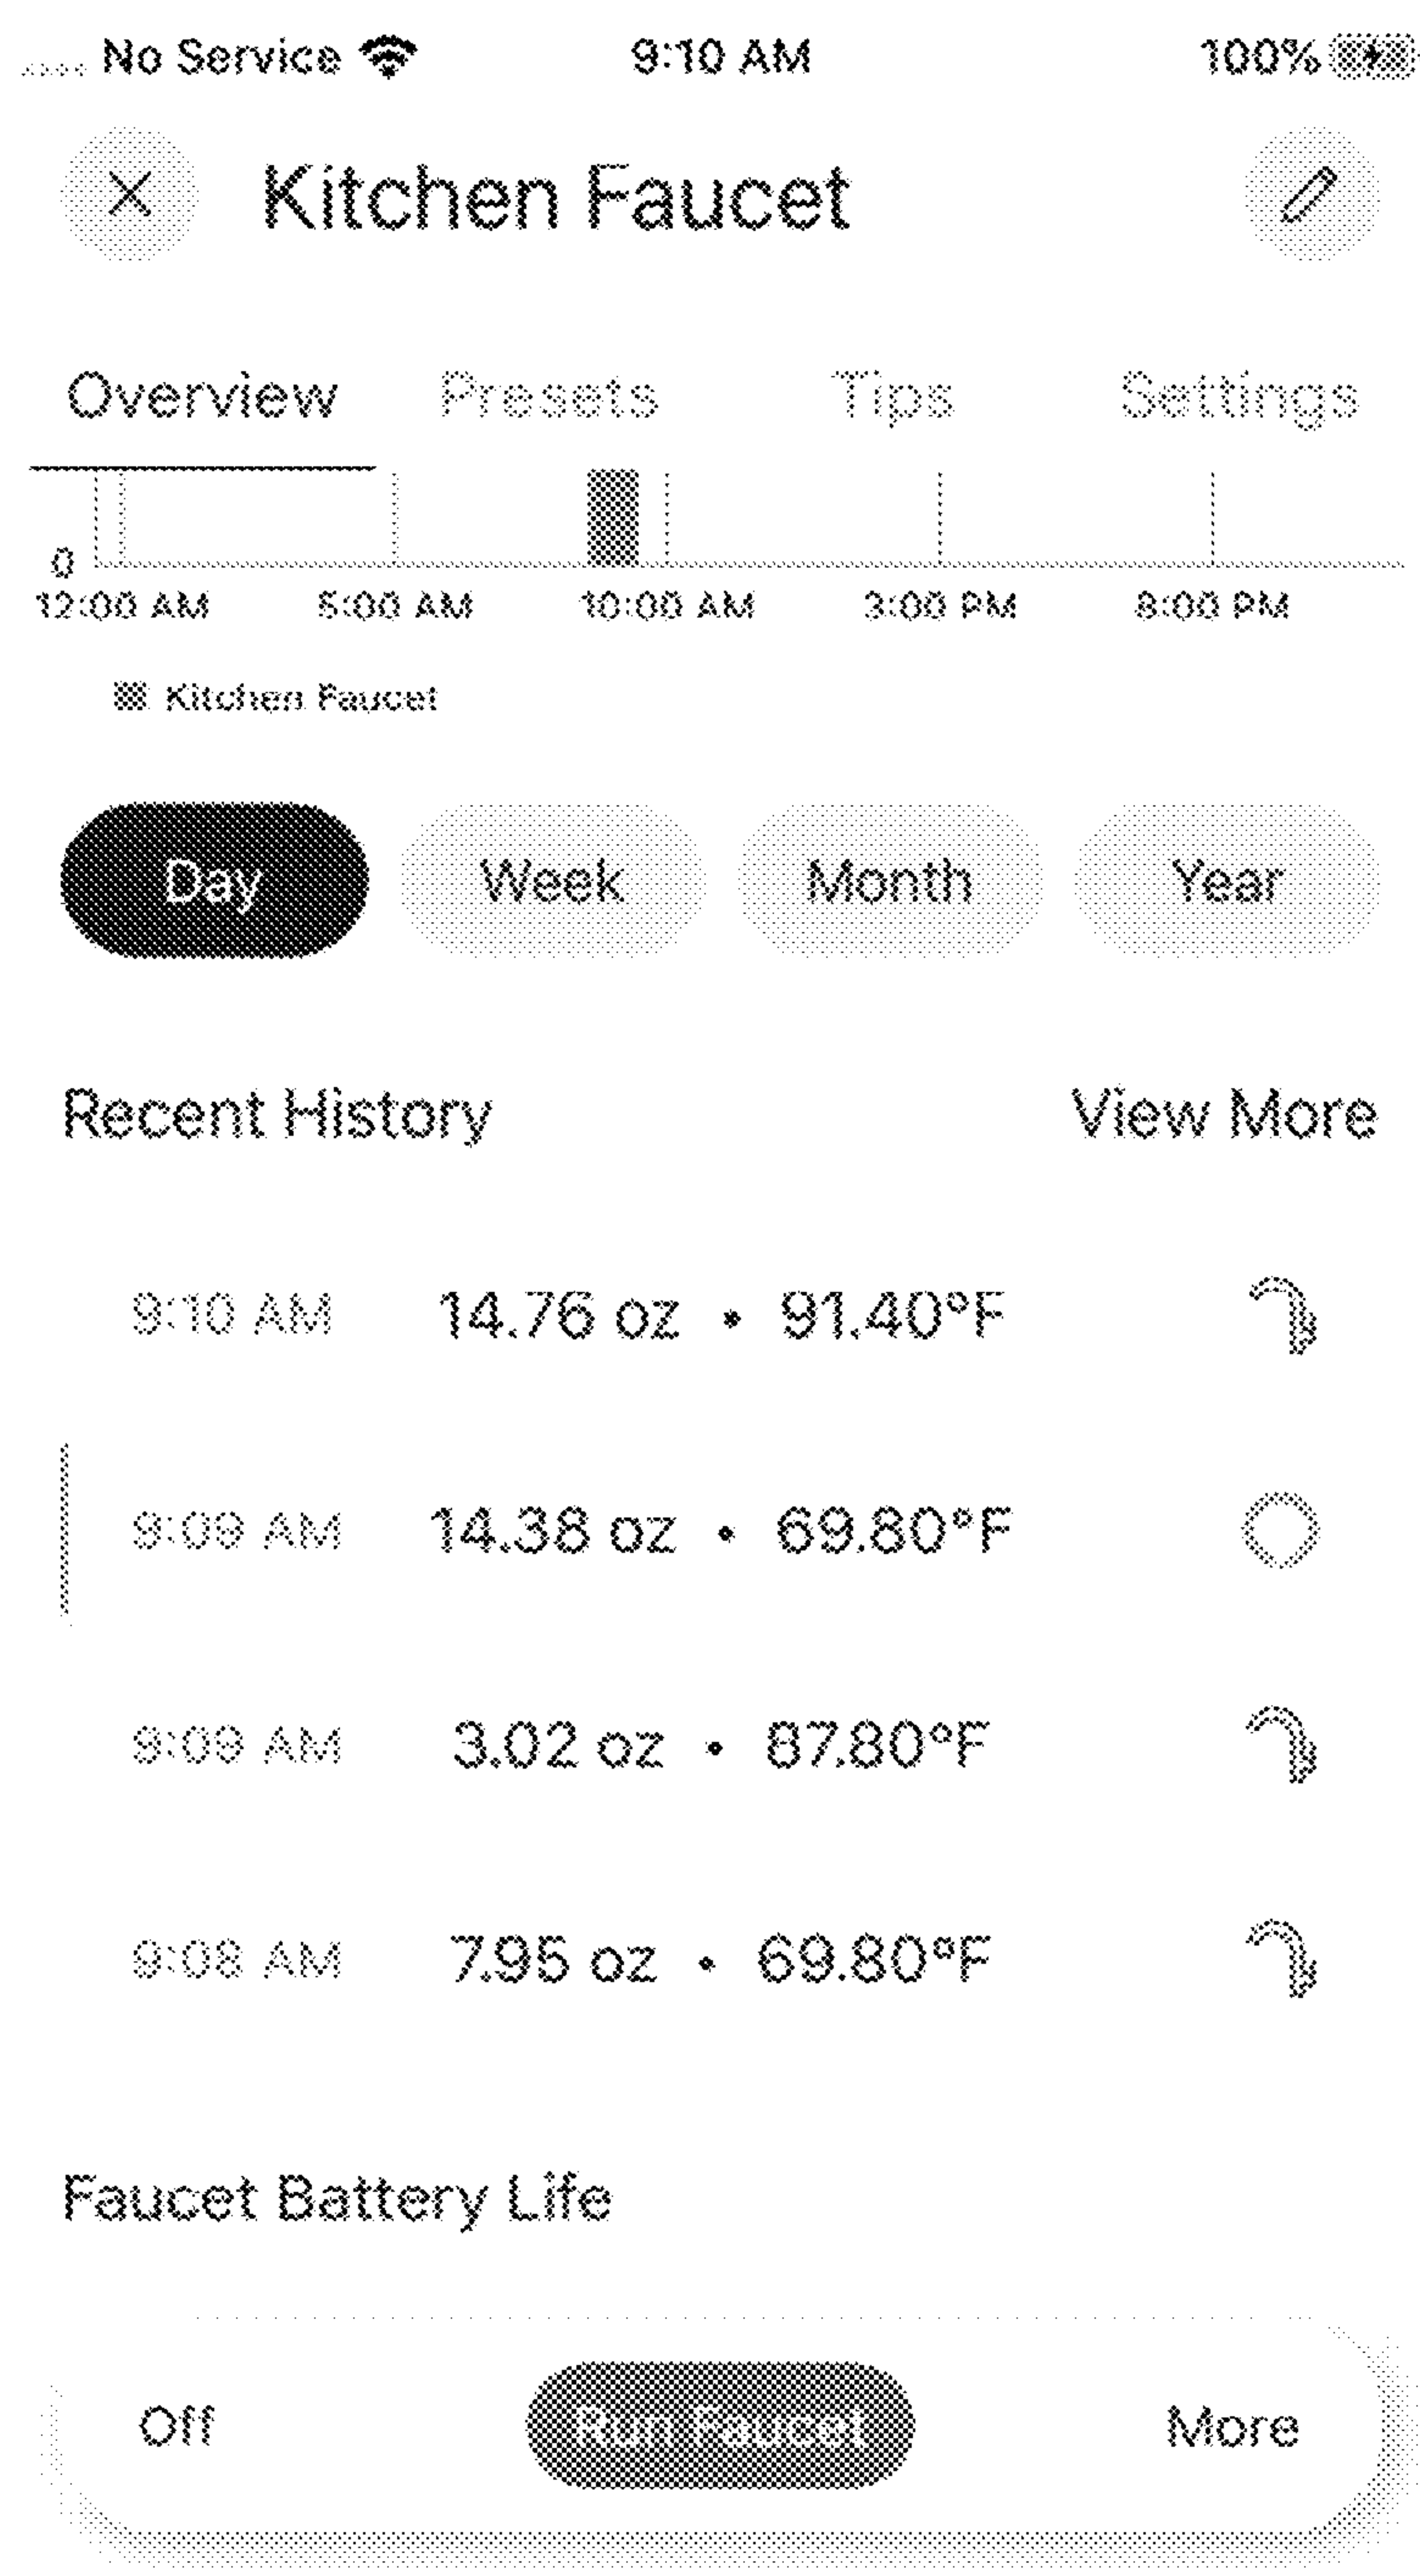 No Service 9:10 AM 100%
Kitchen Faucet
Overview Presets Tips Settings
0
12:00 AM 5:00 AM 10:00 AM 3:00 PM 8:00 PM
Kitchen Faucet
Day Week Month Year
Recent History View More
9:10 AM 14.76 oz • 91.40°F
9:09 AM 14.38 oz • 69.80°F
9:09 AM 3.02 oz • 87.80°F
9:08 AM 7.95 oz • 69.80°F
Faucet Battery Life
Off Run Faucet More